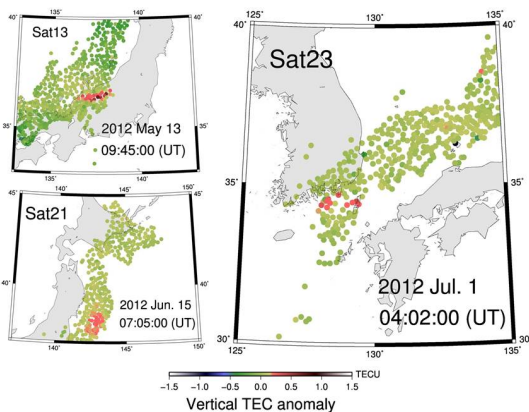 135˚ 140˚
40˚ 40˚
Sat13
35˚ 35˚
2012 May 13
09:45:00 (UT)
135˚ 140˚
140˚ 145˚ 150˚
45˚ 45˚
Sat21
40˚ 40˚
2012 Jun. 15
07:05:00 (UT)
140˚ 145˚ 150˚
125˚ 130˚ 135˚
40˚ 40˚
Sat23
35˚ 35˚
2012 Jul. 1
04:02:00 (UT)
30˚ 30˚
125˚ 130˚ 135˚
TECU
−1.5 −1.0 −0.5 0.0 0.5 1.0 1.5
Vertical TEC anomaly